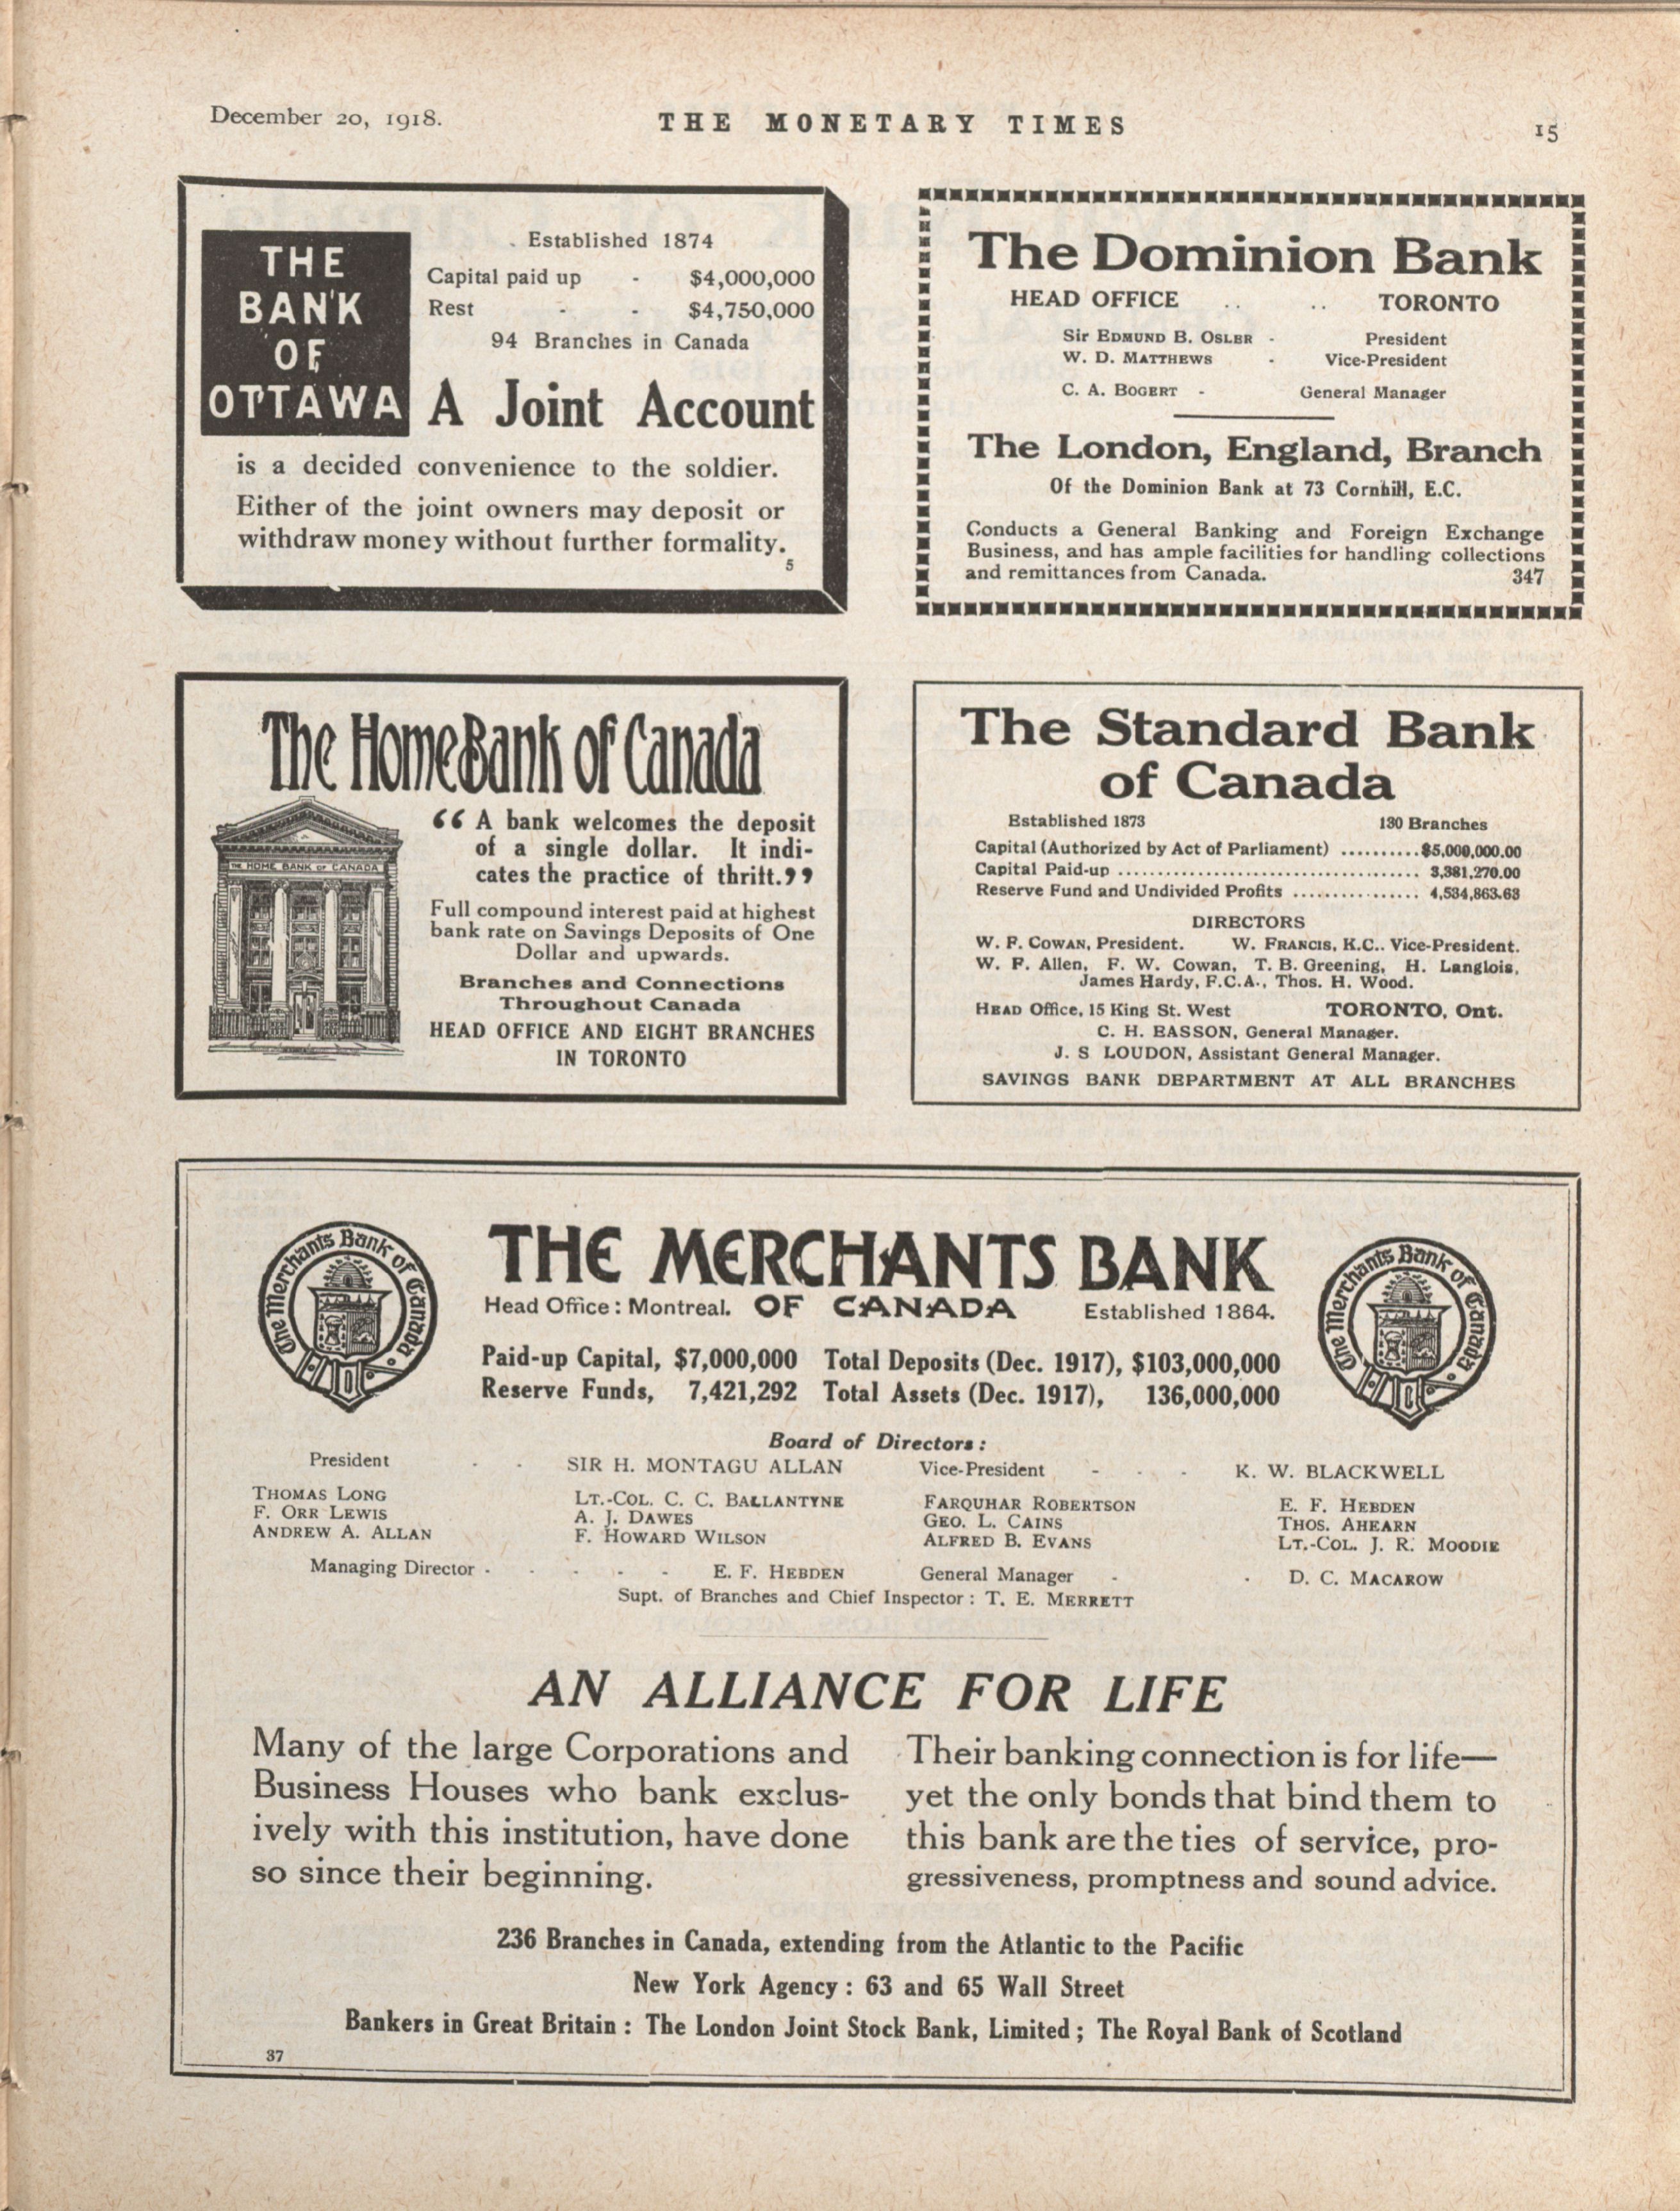 December 20, 1918.
THE MONETARY TIMES
15
THE
BANK
OF
OTTAWA
Established 1874
Capital paid up - $4,000,000
Rest - - $4,750,000
94 Branches in Canada
A Joint Account
is a decided convenience to the soldier.
Either of the joint owners may deposit or
withdraw money without further formality.
5
The Dominion Bank
HEAD OFFICE .. .. TORONTO
Sir EDMUND B. OSLER - President
W. D. MATTHEWS - Vice-President
C. A. BOGERT - General Manager
The London, England, Branch
Of the Dominion Bank at 73 Cornhill, E.C.
Conducts a General Banking and Foreign Exchange
Business, and has ample facilities for handling collections
and remittances from Canada. 347
The Home Bank of Canada
THE HOME BANK OF CANADA
“A bank welcomes the deposit
of a single dollar. It indi-
cates the practice of thrift.”
Full compound interest paid at highest
bank rate on Savings Deposits of One
Dollar and upwards.
Branches and Connections
Throughout Canada
HEAD OFFICE AND EIGHT BRANCHES
IN TORONTO
The Standard Bank
of Canada
Established 1873 130 Branches
Capital (Authorized by Act of Parliament) ..........$5,000,000.00
Capital Paid-up ...................................... 3,381,270.00
Reserve Fund and Undivided Profits ................ 4,534,863.63
DIRECTORS
W. F. COWAN, President. W. FRANCIS, K.C.. Vice-President.
W. F. Allen, F. W. Cowan, T. B. Greening, H. Langlois,
James Hardy, F.C.A., Thos. H. Wood.
HEAD Office, 15 King St. West TORONTO, Ont.
C. H. EASSON, General Manager.
J. S LOUDON, Assistant General Manager.
SAVINGS BANK DEPARTMENT AT ALL BRANCHES
The Merchants Bank of Canada
THE MERCHANTS BANK
The Merchants Bank of Canada
Head Office: Montreal. OF CANADA Established 1864.
Paid-up Capital, $7,000,000 Total Deposits (Dec. 1917), $103,000,000
Reserve Funds, 7,421,292 Total Assets (Dec. 1917), 136,000,000
Board of Directors:
President - - SIR H. MONTAGU ALLAN Vice-President - - - K. W. BLACKWELL
THOMAS LONG LT.-COL. C. C. BALLANTYNE FARQUHAR ROBERTSON E. F. HEBDEN
F. ORR LEWIS A. J. DAWES GEO. L. CAINS THOS. AHEARN
ANDREW A. ALLAN F. HOWARD WILSON ALFRED B. EVANS LT.-COL. J. R. MOODIE
Managing Director - - - - - E. F. HEBDEN General Manager - - D. C. MACAROW
Supt. of Branches and Chief Inspector: T. E. MERRETT
AN ALLIANCE FOR LIFE
Many of the large Corporations and
Business Houses who bank exclus-
ively with this institution, have done
so since their beginning.
Their banking connection is for life—
yet the only bonds that bind them to
this bank are the ties of service, pro-
gressiveness, promptness and sound advice.
236 Branches in Canada, extending from the Atlantic to the Pacific
New York Agency: 63 and 65 Wall Street
Bankers in Great Britain: The London Joint Stock Bank, Limited; The Royal Bank of Scotland
37